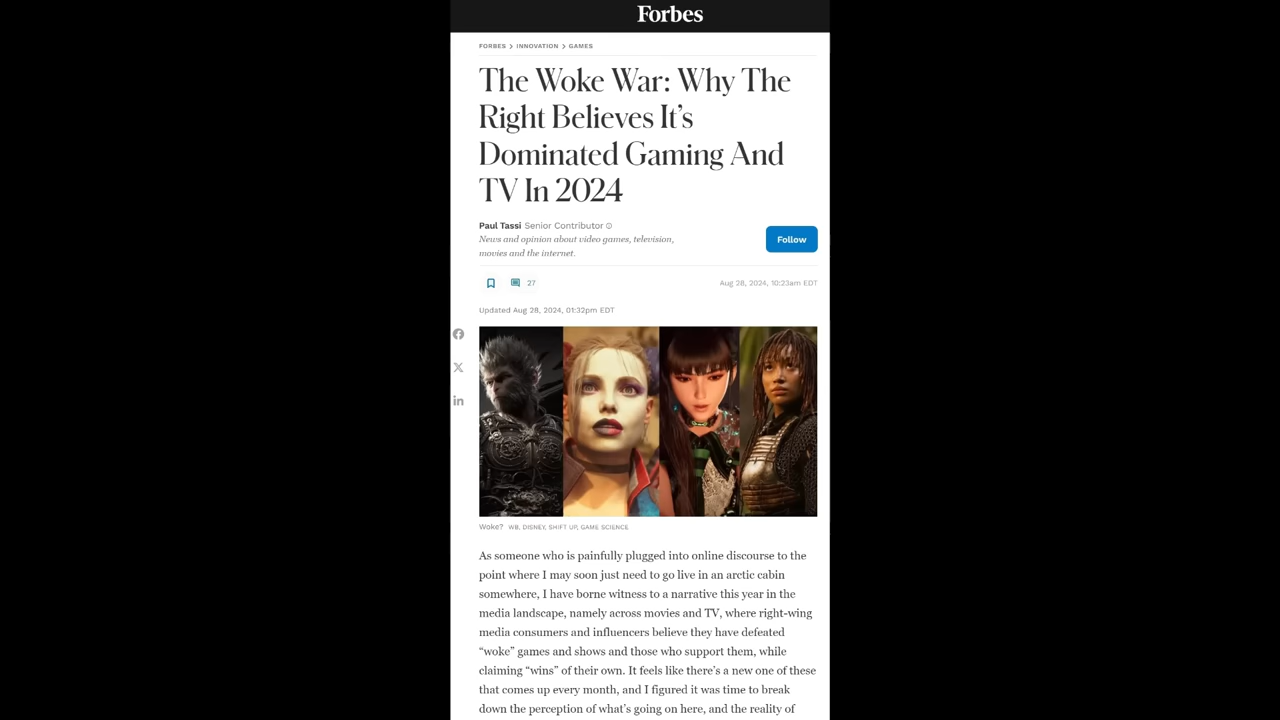 Forbes
FORBES > INNOVATION > GAMES
The Woke War: Why The
Right Believes It’s
Dominated Gaming And
TV In 2024
Paul Tassi Senior Contributor
News and opinion about video games, television,
movies and the internet.
Follow
27
Aug 28, 2024, 10:23am EDT
Updated Aug 28, 2024, 01:32pm EDT
Woke? WB, DISNEY, SHIFT UP, GAME SCIENCE
As someone who is painfully plugged into online discourse to the
point where I may soon just need to go live in an arctic cabin
somewhere, I have borne witness to a narrative this year in the
media landscape, namely across movies and TV, where right-wing
media consumers and influencers believe they have defeated
“woke” games and shows and those who support them, while
claiming “wins” of their own. It feels like there’s a new one of these
that comes up every month, and I figured it was time to break
down the perception of what’s going on here, and the reality of